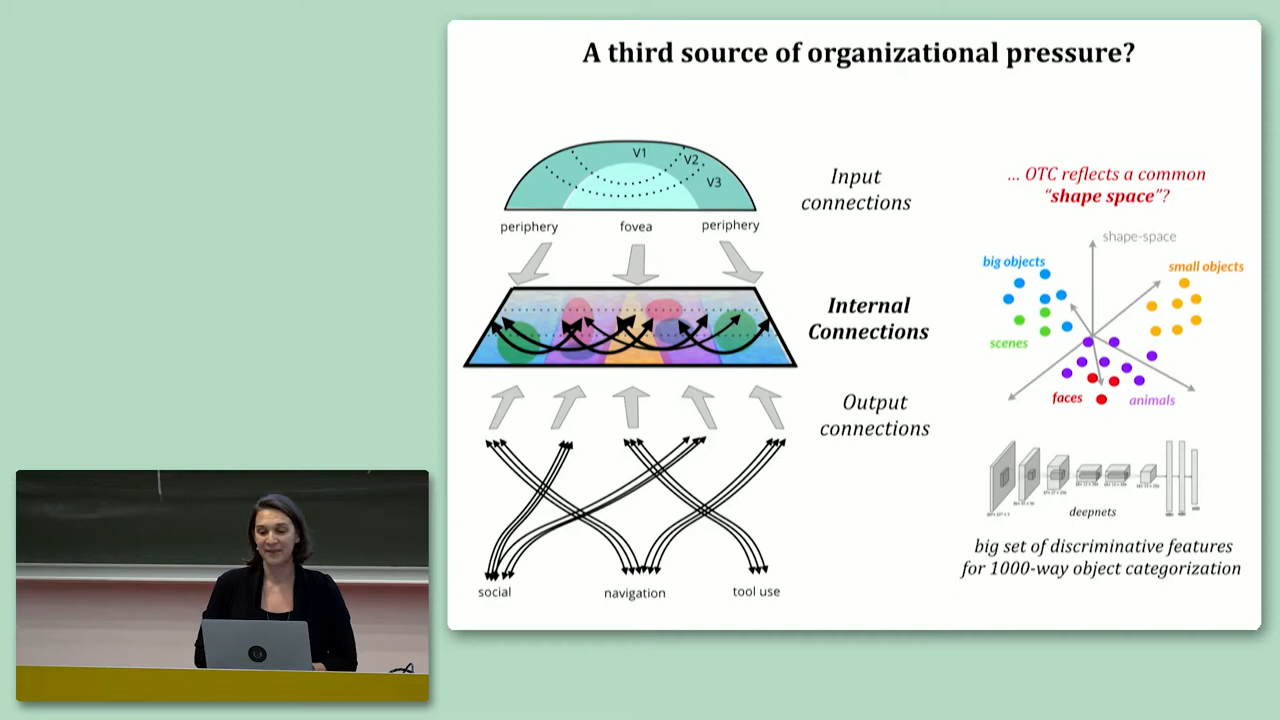 A third source of organizational pressure?
V1
V2
V3
periphery
fovea
periphery
Input
connections
Internal
Connections
Output
connections
social
navigation
tool use
... OTC reflects a common
“shape space”?
shape-space
big objects
small objects
scenes
faces
animals
deepnets
big set of discriminative features
for 1000-way object categorization